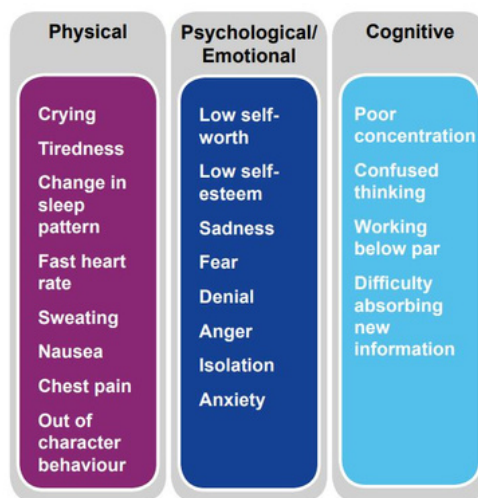 Physical
Crying
Tiredness
Change in
sleep
pattern
Fast heart
rate
Sweating
Nausea
Chest pain
Out of
character
behaviour
Psychological/
Emotional
Low self-
worth
Low self-
esteem
Sadness
Fear
Denial
Anger
Isolation
Anxiety
Cognitive
Poor
concentration
Confused
thinking
Working
below par
Difficulty
absorbing
new
information